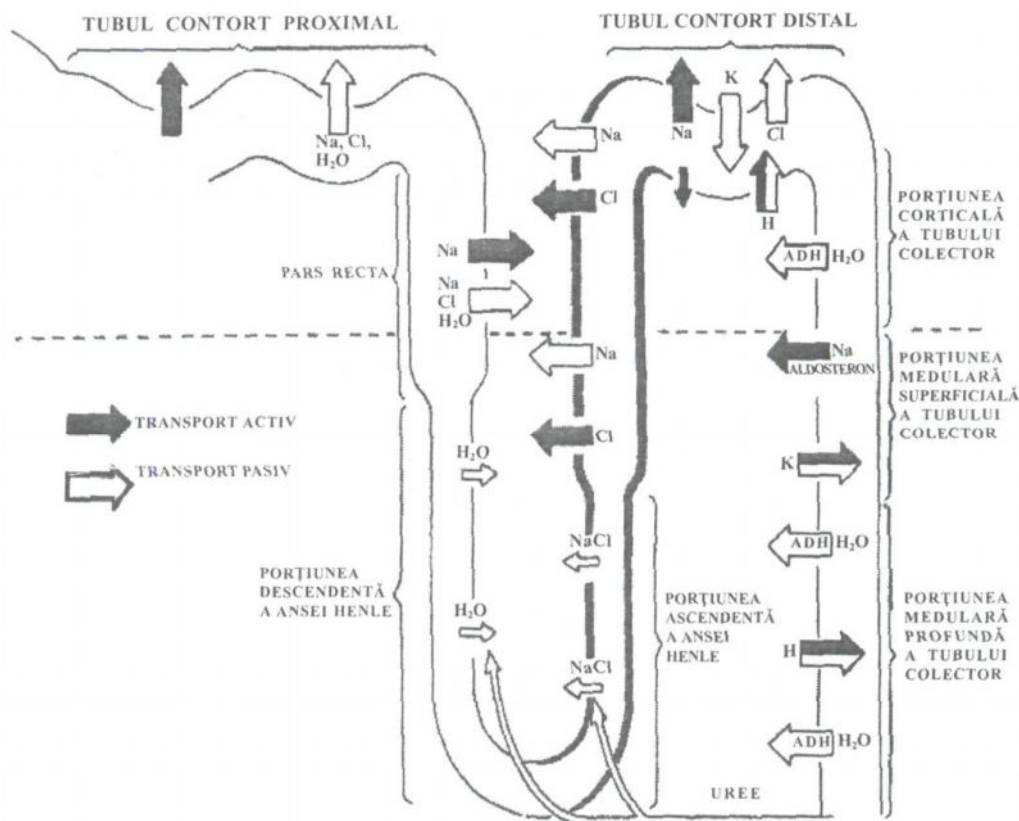 TUBUL CONTORT PROXIMAL
TUBUL CONTORT DISTAL
Na, Cl,
H₂O
Na
K
Cl
H
Na
Cl
Na
Na
Cl
H₂O
PARS RECTA
ADH H₂O
PORŢIUNEA
CORTICALĂ
A TUBULUI
COLECTOR
Na
Na
ALDOSTERON
PORŢIUNEA
MEDULARĂ
SUPERFICIALĂ
A TUBULUI
COLECTOR
TRANSPORT ACTIV
TRANSPORT PASIV
Cl
H₂O
K
NaCl
ADH H₂O
PORŢIUNEA
DESCENDENTĂ
A ANSEI HENLE
H₂O
NaCl
PORŢIUNEA
ASCENDENTĂ
A ANSEI
HENLE
H
PORŢIUNEA
MEDULARĂ
PROFUNDĂ
A TUBULUI
COLECTOR
ADH H₂O
UREE